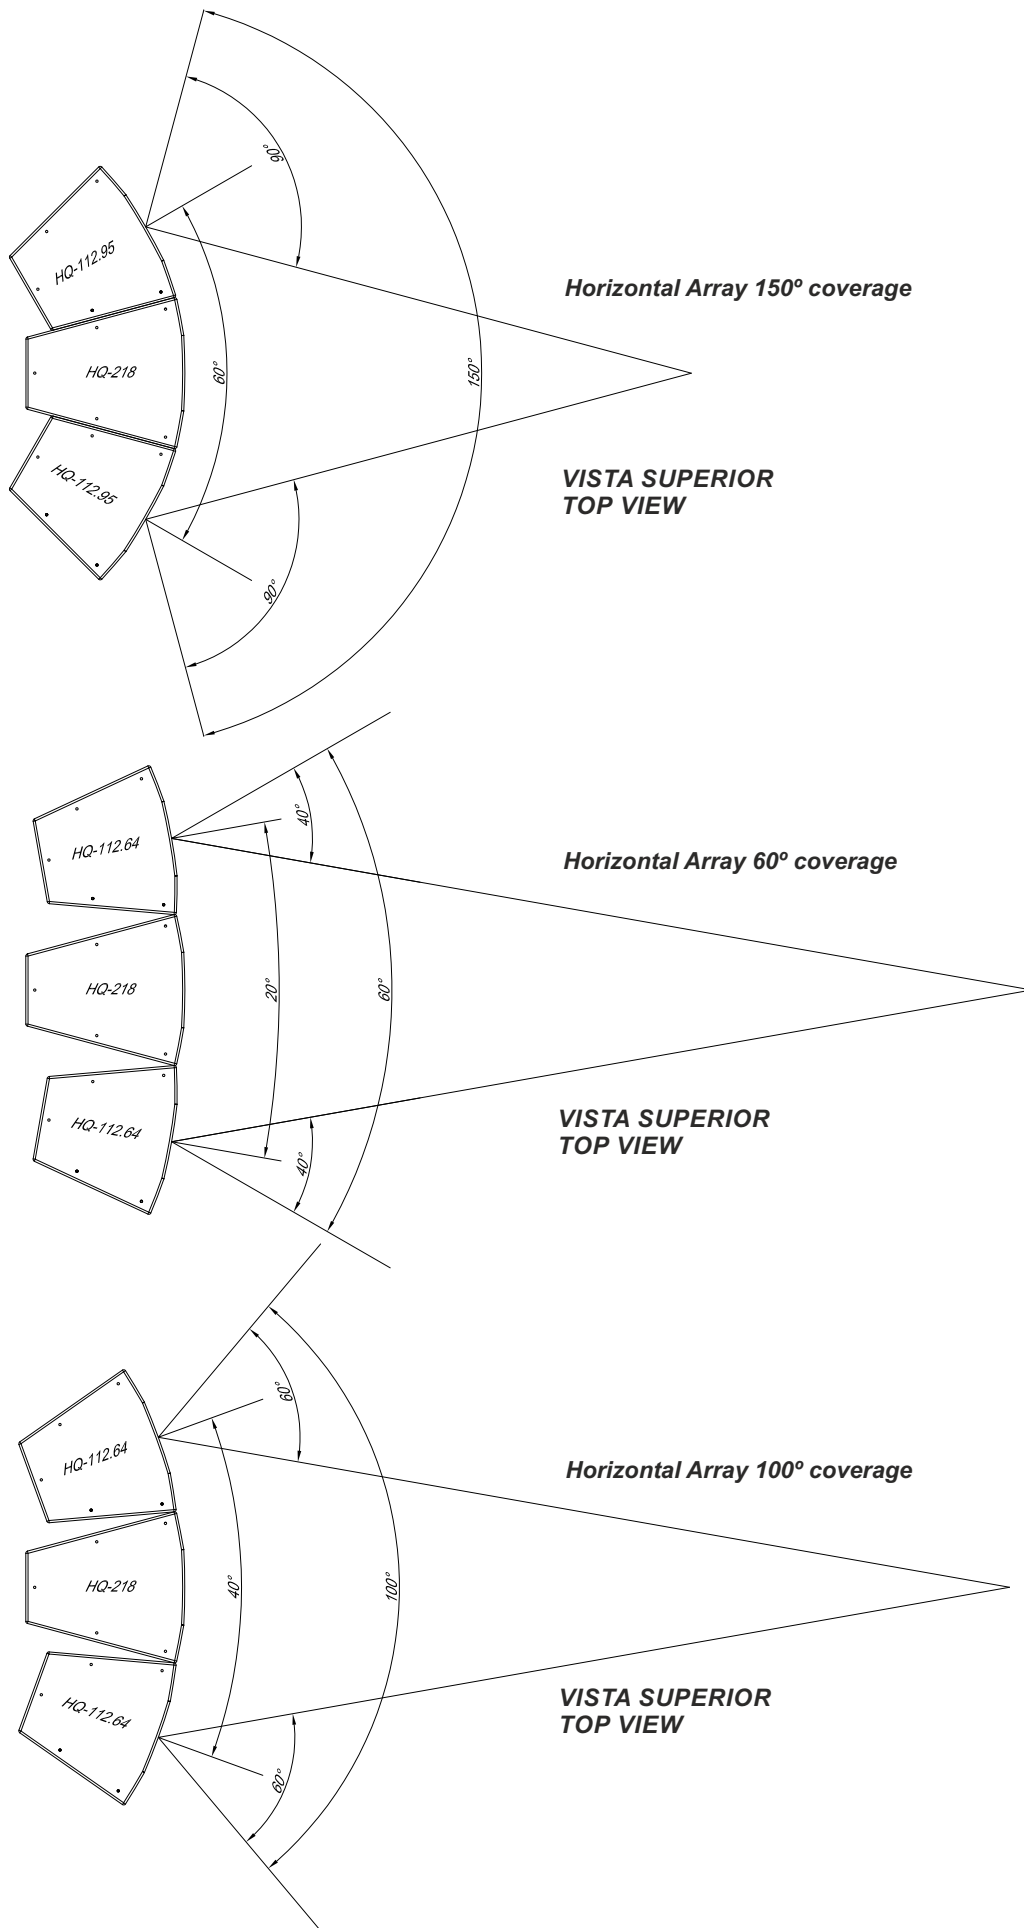 90°
HQ-112.95
Horizontal Array 150º coverage
HQ-218
60°
150°
VISTA SUPERIOR
TOP VIEW
HQ-112.95
90°
40°
HQ-112.64
Horizontal Array 60º coverage
HQ-218
20°
60°
VISTA SUPERIOR
TOP VIEW
HQ-112.64
40°
60°
HQ-112.64
Horizontal Array 100º coverage
HQ-218
40°
100°
VISTA SUPERIOR
TOP VIEW
HQ-112.64
60°